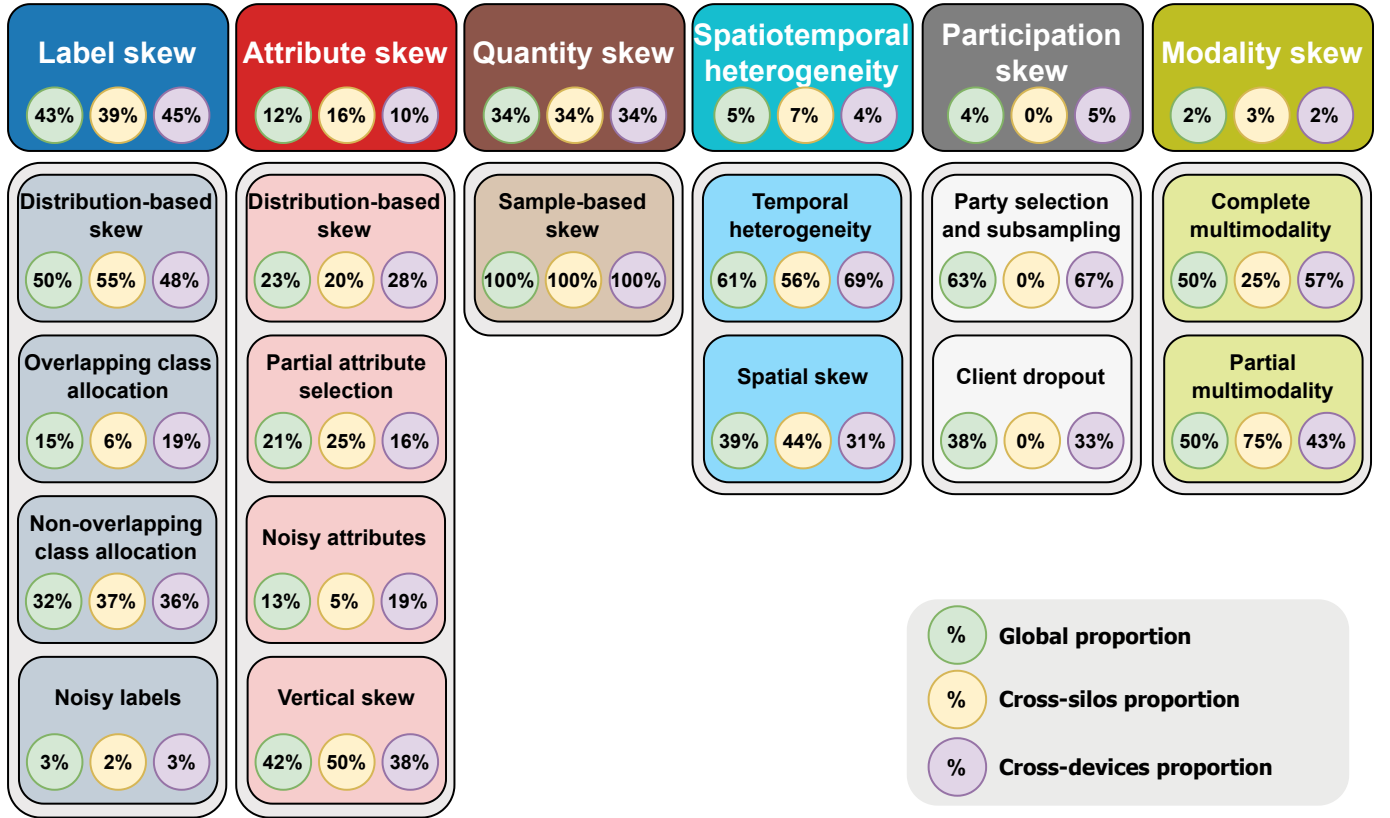 Label skew
43% 39% 45%
Distribution-based
skew
50% 55% 48%
Overlapping class
allocation
15% 6% 19%
Non-overlapping
class allocation
32% 37% 36%
Noisy labels
3% 2% 3%
Attribute skew
12% 16% 10%
Distribution-based
skew
23% 20% 28%
Partial attribute
selection
21% 25% 16%
Noisy attributes
13% 5% 19%
Vertical skew
42% 50% 38%
Quantity skew
34% 34% 34%
Sample-based
skew
100% 100% 100%
Spatiotemporal
heterogeneity
5% 7% 4%
Temporal
heterogeneity
61% 56% 69%
Spatial skew
39% 44% 31%
Participation
skew
4% 0% 5%
Party selection
and subsampling
63% 0% 67%
Client dropout
38% 0% 33%
Modality skew
2% 3% 2%
Complete
multimodality
50% 25% 57%
Partial
multimodality
50% 75% 43%
% Global proportion
% Cross-silos proportion
% Cross-devices proportion